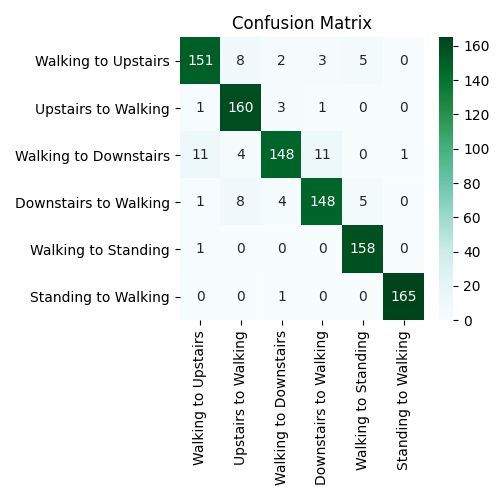 Confusion Matrix
Walking to Upstairs 151 8 2 3 5 0
Upstairs to Walking 1 160 3 1 0 0
Walking to Downstairs 11 4 148 11 0 1
Downstairs to Walking 1 8 4 148 5 0
Walking to Standing 1 0 0 0 158 0
Standing to Walking 0 0 1 0 0 165
Walking to Upstairs
Upstairs to Walking
Walking to Downstairs
Downstairs to Walking
Walking to Standing
Standing to Walking
160
140
120
100
80
60
40
20
0